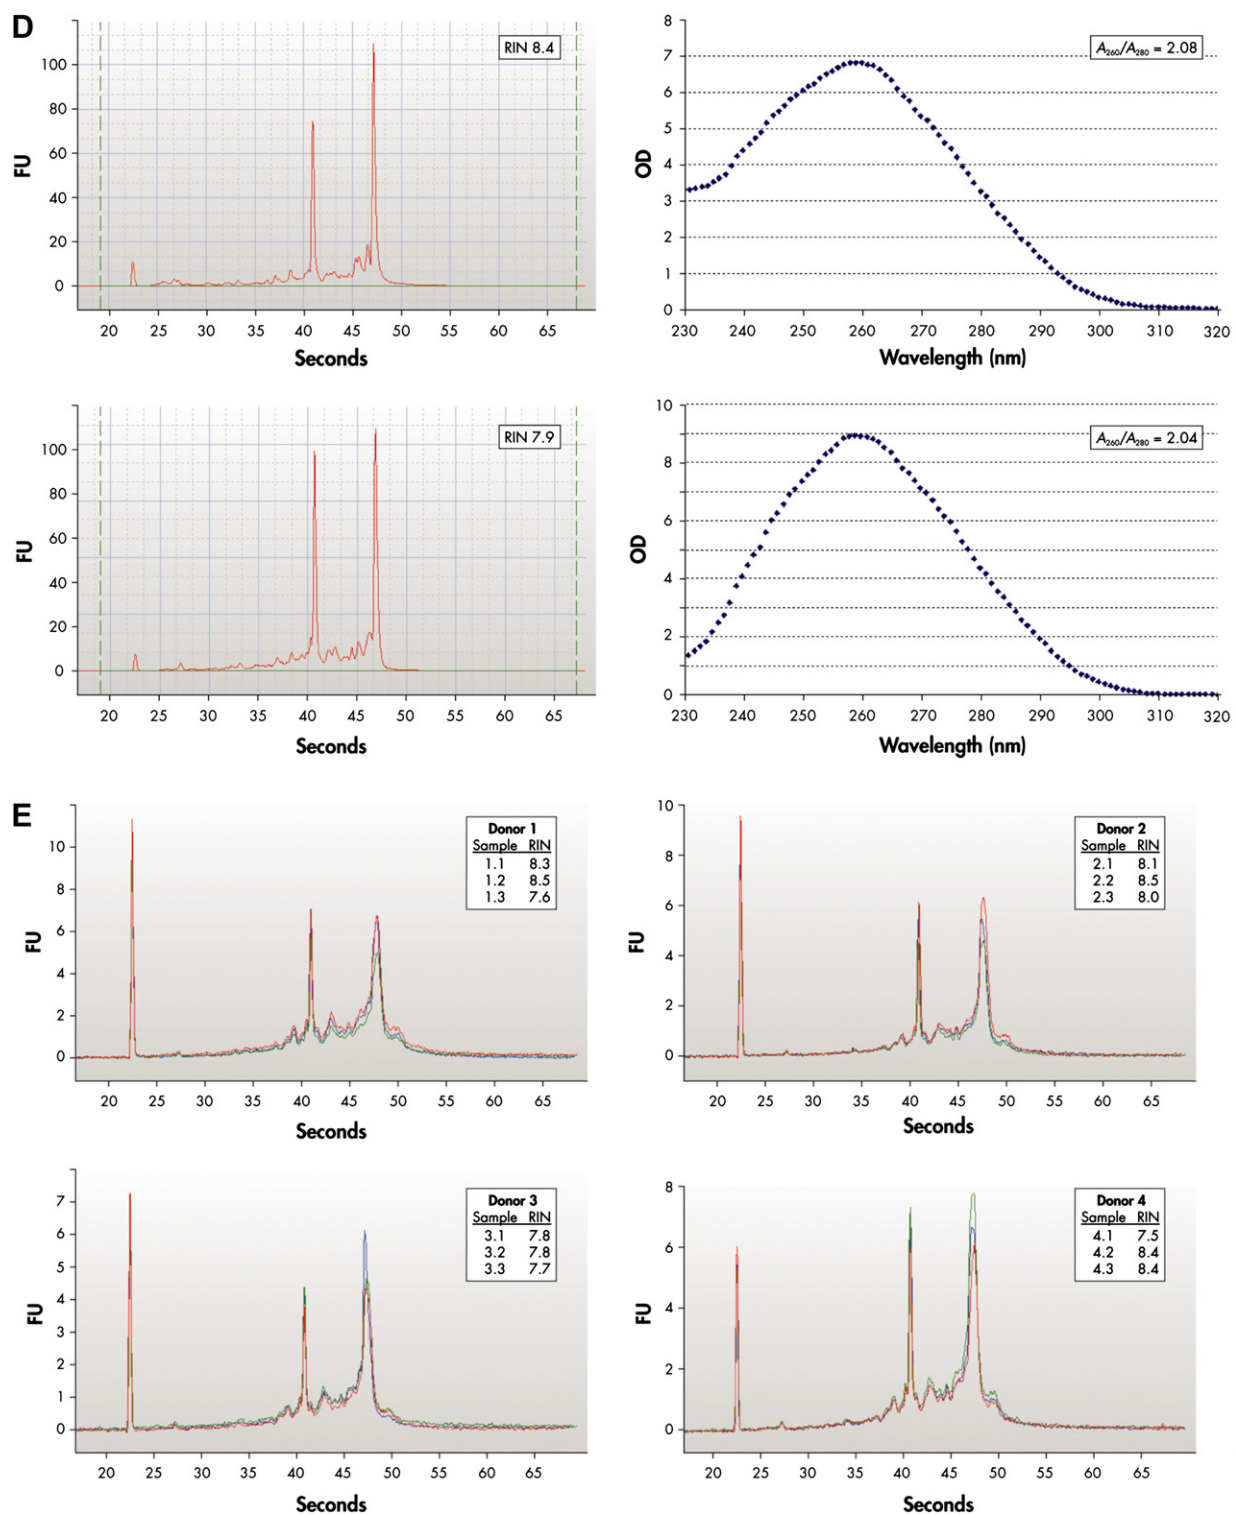 D
RIN 8.4
FU
100
80
60
40
20
0
20 25 30 35 40 45 50 55 60 65
Seconds
A260/A280 = 2.08
OD
8
7
6
5
4
3
2
1
0
230 240 250 260 270 280 290 300 310 320
Wavelength (nm)
RIN 7.9
FU
100
80
60
40
20
0
20 25 30 35 40 45 50 55 60 65
Seconds
A260/A280 = 2.04
OD
10
8
6
4
2
0
230 240 250 260 270 280 290 300 310 320
Wavelength (nm)
E
Donor 1
Sample RIN
1.1 8.3
1.2 8.5
1.3 7.6
FU
10
8
6
4
2
0
20 25 30 35 40 45 50 55 60 65
Seconds
Donor 2
Sample RIN
2.1 8.1
2.2 8.5
2.3 8.0
FU
10
8
6
4
2
0
20 25 30 35 40 45 50 55 60 65
Seconds
Donor 3
Sample RIN
3.1 7.8
3.2 7.8
3.3 7.7
FU
7
6
5
4
3
2
1
0
20 25 30 35 40 45 50 55 60 65
Seconds
Donor 4
Sample RIN
4.1 7.5
4.2 8.4
4.3 8.4
FU
8
6
4
2
0
20 25 30 35 40 45 50 55 60 65
Seconds